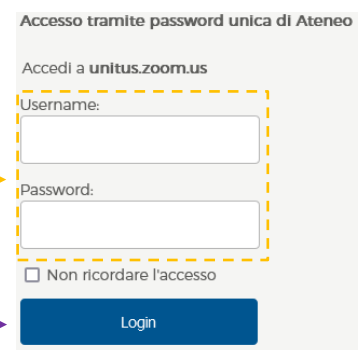 Accesso tramite password unica di Ateneo
Accedi a unitus.zoom.us
Username:
Password:
Non ricordare l'accesso
Login